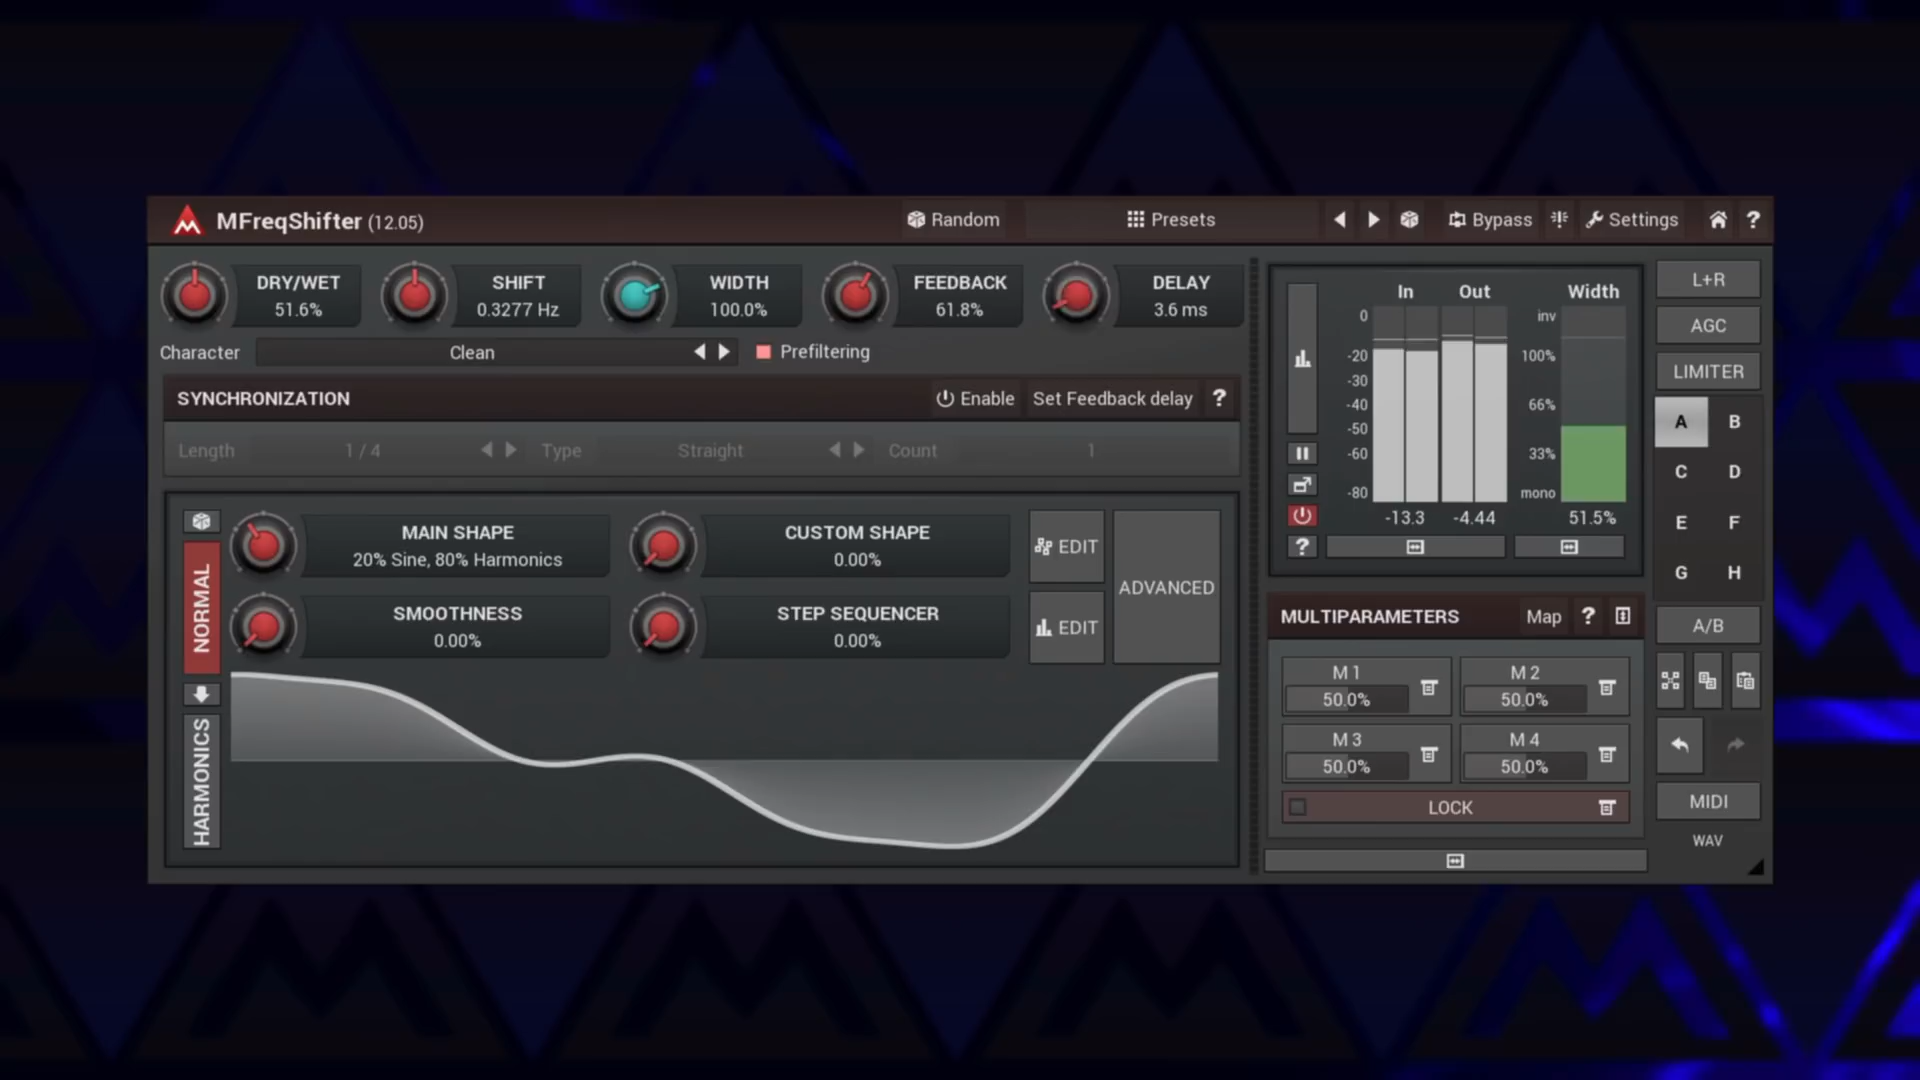 MFreqShifter (12.05)
Random
Presets
Bypass
Settings
?
DRY/WET
51.6%
SHIFT
0.3277 Hz
WIDTH
100.0%
FEEDBACK
61.8%
DELAY
3.6 ms
Character
Clean
Prefiltering
SYNCHRONIZATION
Enable
Set Feedback delay
?
Length
1 / 4
Type
Straight
Count
1
NORMAL
HARMONICS
MAIN SHAPE
20% Sine, 80% Harmonics
CUSTOM SHAPE
0.00%
EDIT
ADVANCED
SMOOTHNESS
0.00%
STEP SEQUENCER
0.00%
EDIT
In
Out
Width
0
-20
-30
-40
-50
-60
-80
inv
100%
66%
33%
mono
-13.3
-4.44
51.5%
?
MULTIPARAMETERS
Map
?
M 1
50.0%
M 2
50.0%
M 3
50.0%
M 4
50.0%
LOCK
L+R
AGC
LIMITER
A
B
C
D
E
F
G
H
A/B
MIDI
WAV